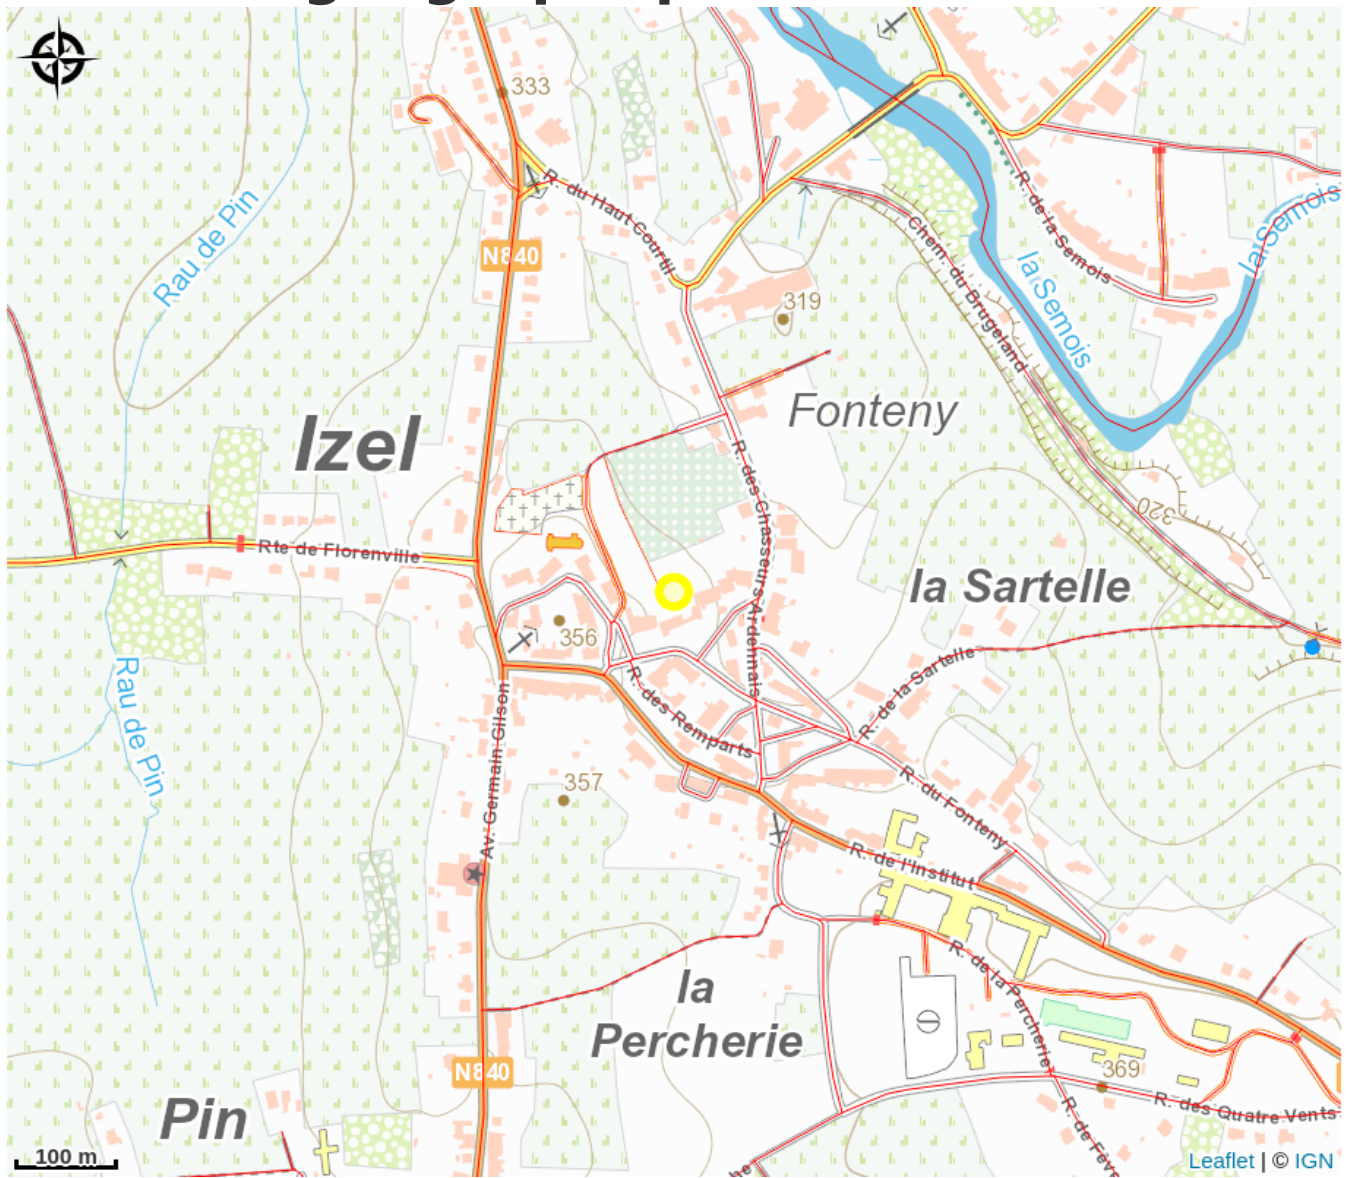 333
R. du Haut Courtil
N840
Rau de Pin
R. de la Semois
la Semois
la Semois
Chem. du Brugeland
319
Fonteny
Izel
R. des Chasseurs Ardennais
320
Rte de Florenville
la Sartelle
356
R. de la Sartelle
R. des Remparts
Rau de Pin
Av. Germain Gilson
357
R. du Fonteny
R. de l'Institut
R. de la Percherie
la
Percherie
369
N840
R. des Quatre Vents
Pin
100 m
Leaflet | © IGN